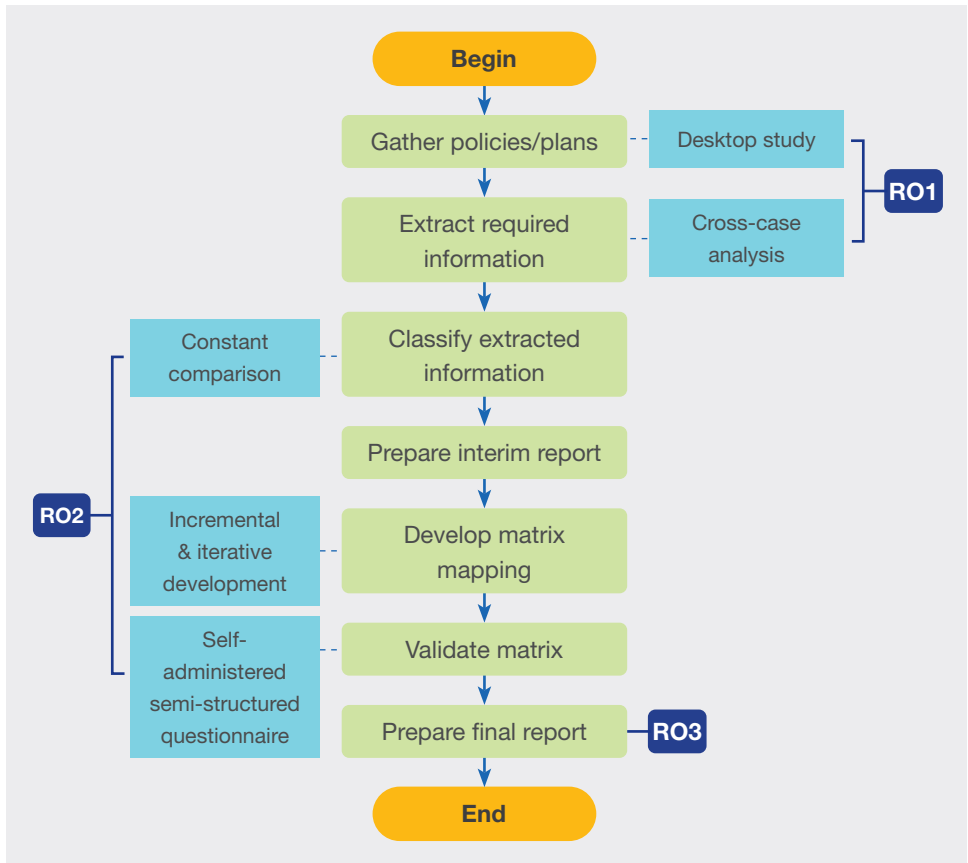 Begin
Gather policies/plans
Desktop study
RO1
Extract required
information
Cross-case
analysis
Constant
comparison
Classify extracted
information
Prepare interim report
RO2
Incremental
& iterative
development
Develop matrix
mapping
Self-
administered
semi-structured
questionnaire
Validate matrix
Prepare final report
RO3
End